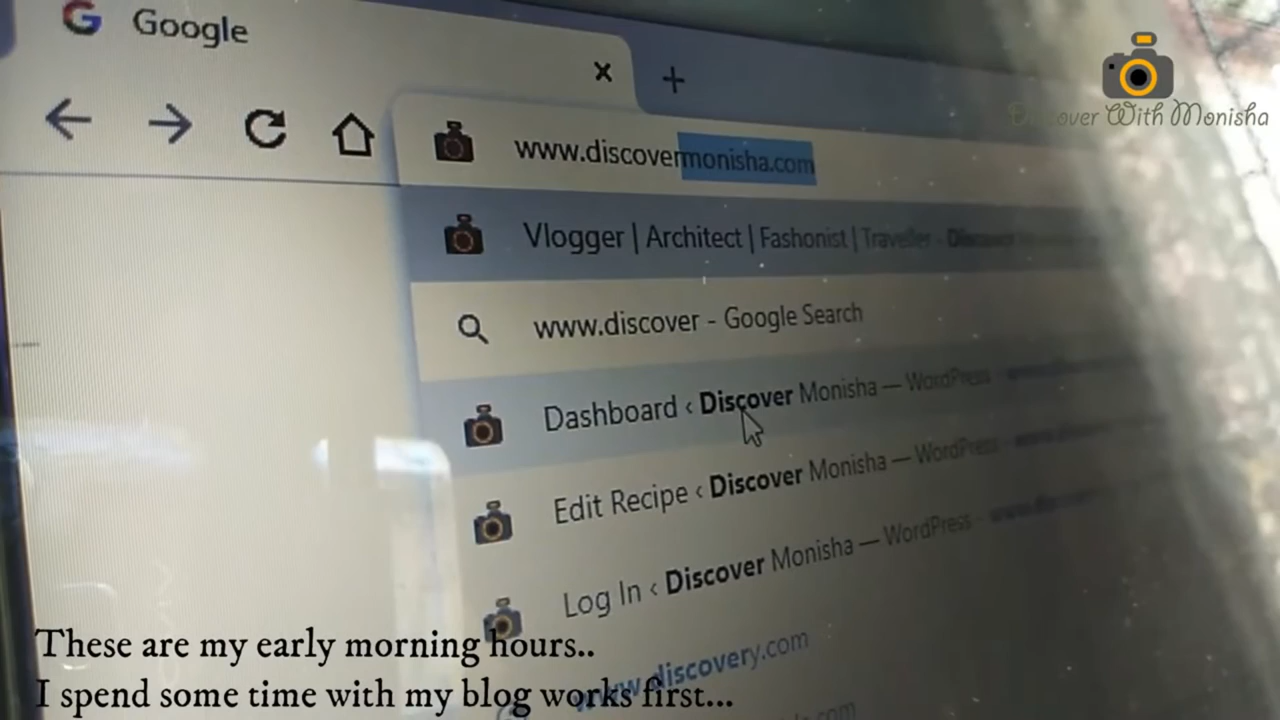 Google
Discover With Monisha
www.discovermonisha.com
Vlogger | Architect | Fashonist | Traveller - Discover
www.discover - Google Search
Dashboard ‹ Discover Monisha — WordPress
Edit Recipe ‹ Discover Monisha — WordPress
Log In ‹ Discover Monisha — WordPress
www.discovery.com
These are my early morning hours..
I spend some time with my blog works first...